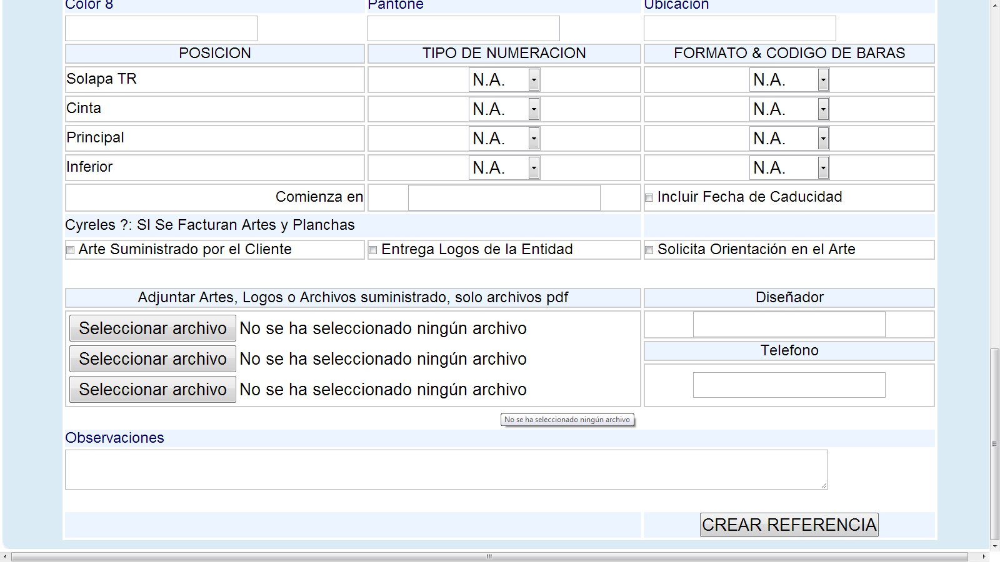 Color 8 Pantone Ubicacion
POSICION TIPO DE NUMERACION FORMATO & CODIGO DE BARAS
Solapa TR N.A. N.A.
Cinta N.A. N.A.
Principal N.A. N.A.
Inferior N.A. N.A.
Comienza en Incluir Fecha de Caducidad
Cyreles ?: SI Se Facturan Artes y Planchas
Arte Suministrado por el Cliente Entrega Logos de la Entidad Solicita Orientación en el Arte
Adjuntar Artes, Logos o Archivos suministrado, solo archivos pdf Diseñador
Seleccionar archivo No se ha seleccionado ningún archivo
Seleccionar archivo No se ha seleccionado ningún archivo Telefono
Seleccionar archivo No se ha seleccionado ningún archivo
No se ha seleccionado ningún archivo
Observaciones
CREAR REFERENCIA